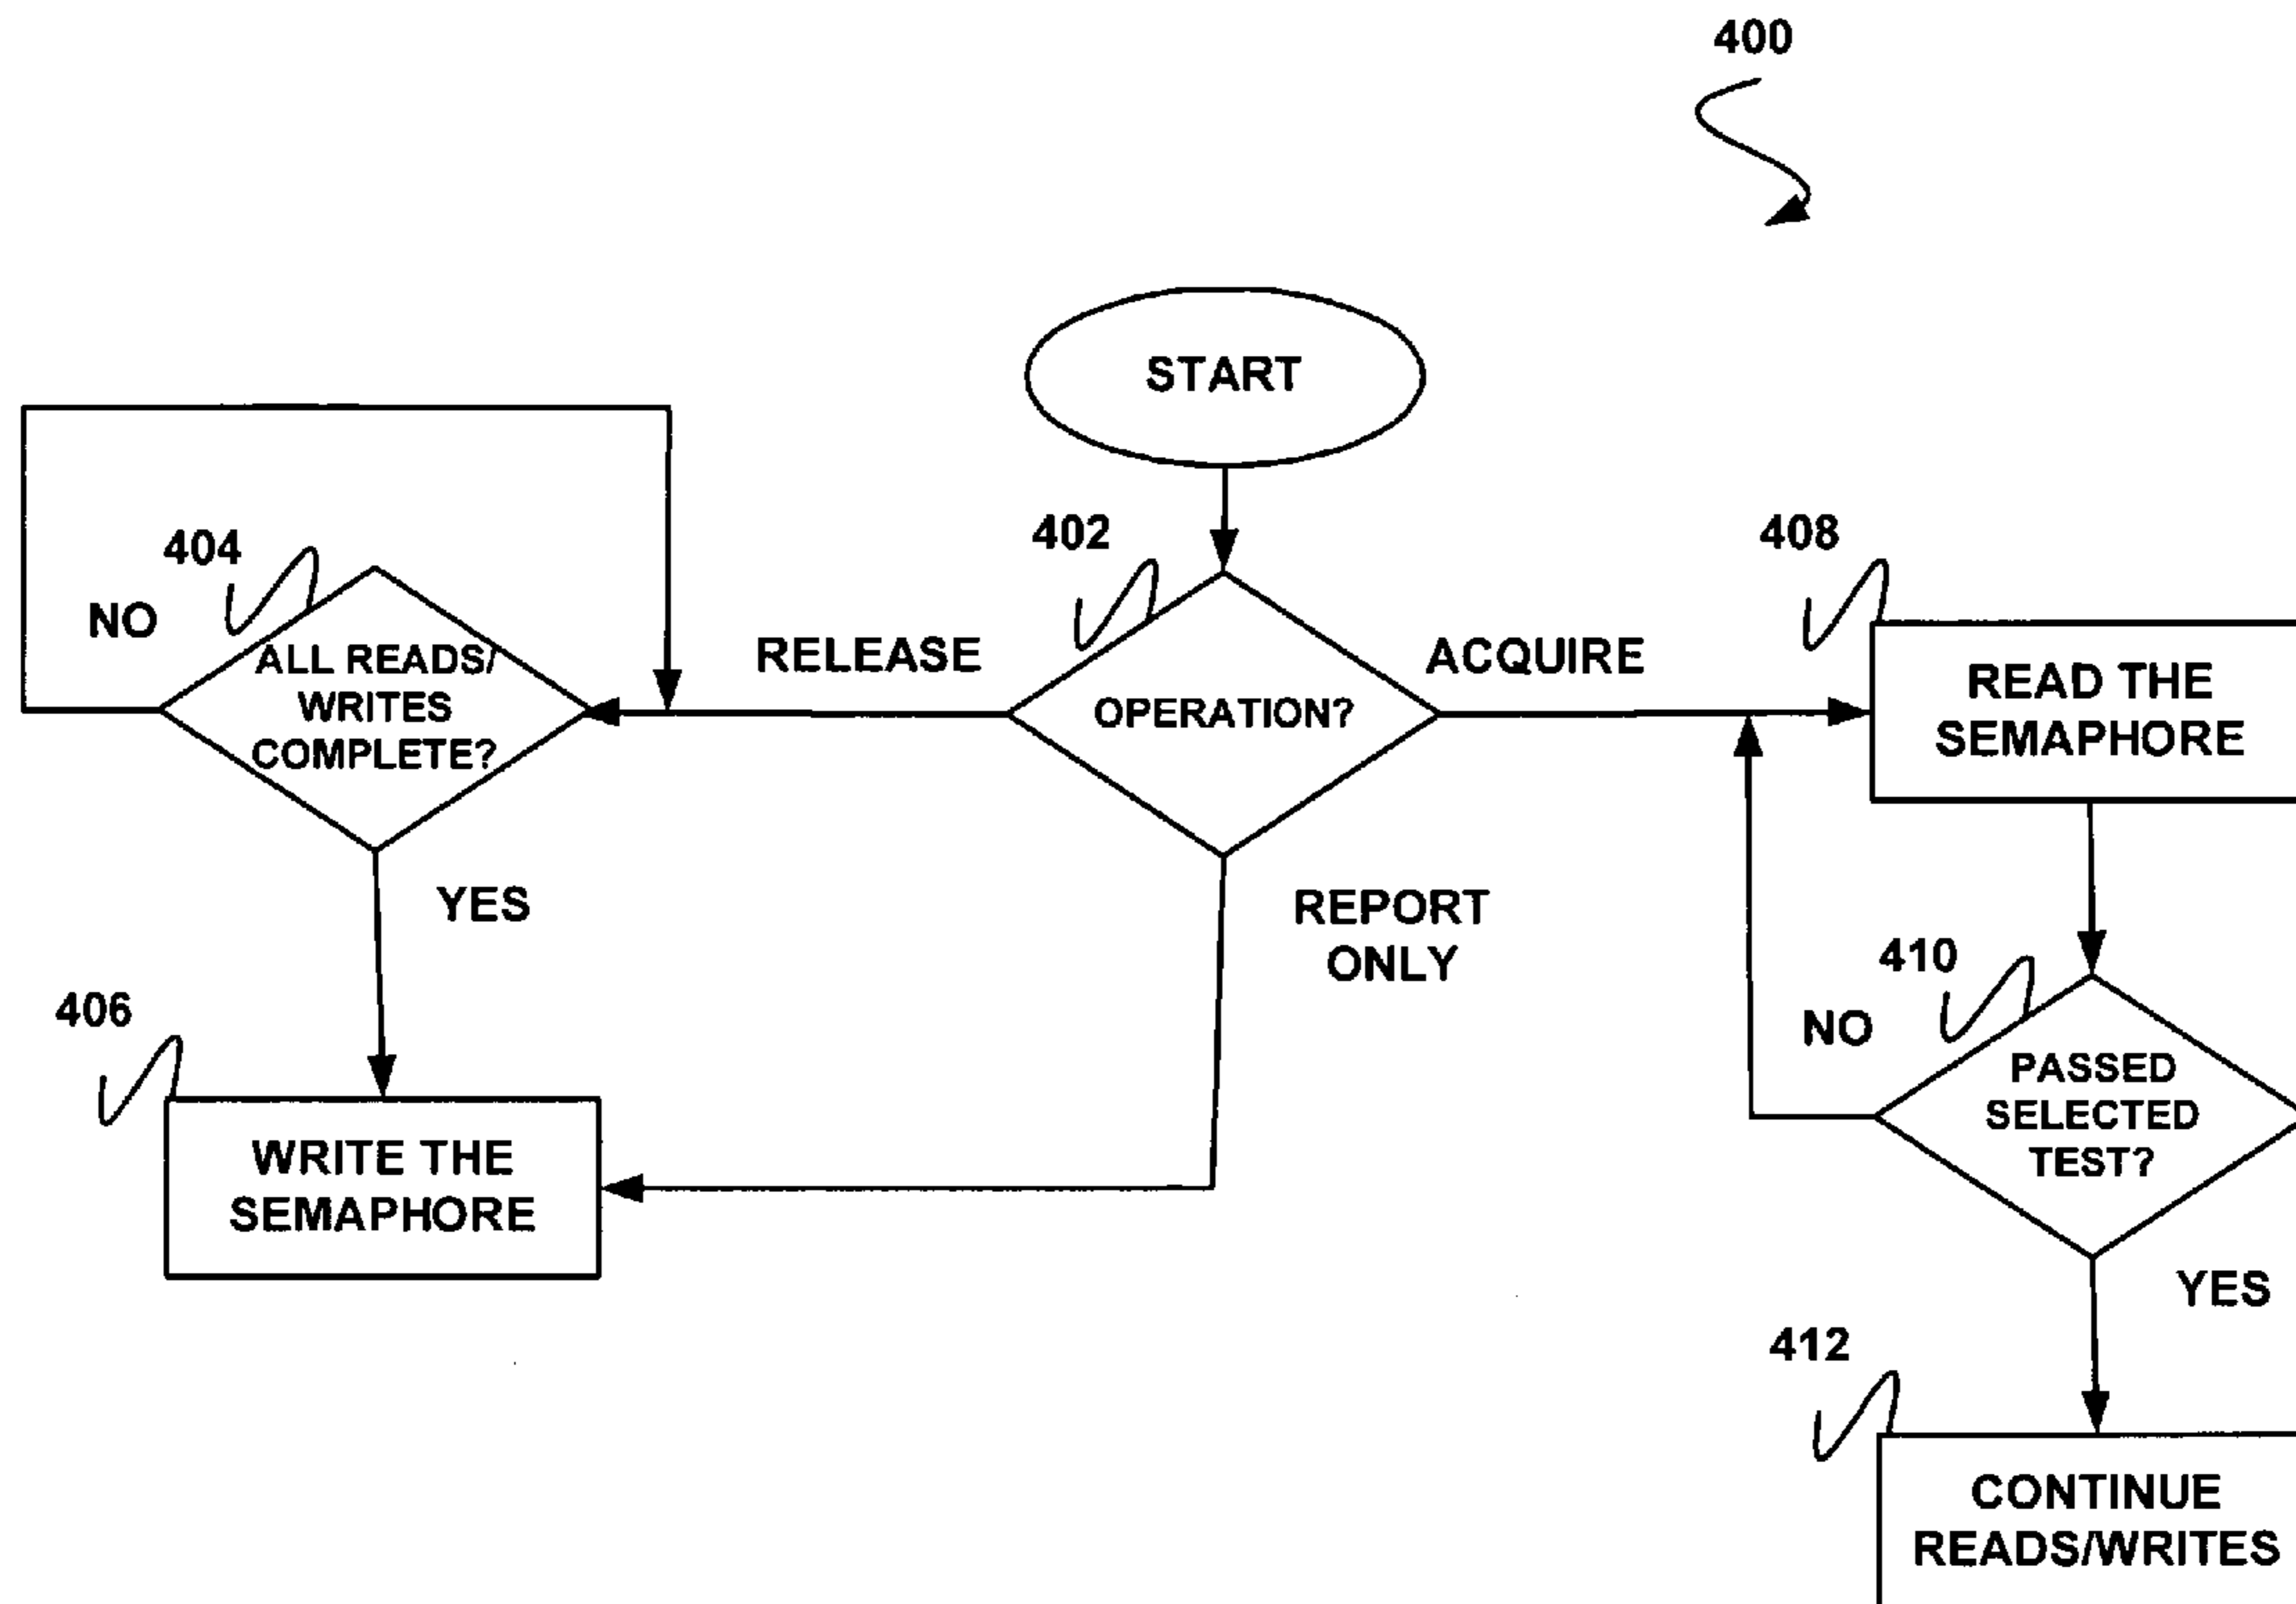 400
START
402
404
408
NO
ALL READS/
WRITES
COMPLETE?
RELEASE
OPERATION?
ACQUIRE
READ THE
SEMAPHORE
YES
REPORT
ONLY
406
WRITE THE
SEMAPHORE
410
NO
PASSED
SELECTED
TEST?
YES
412
CONTINUE
READS/WRITES